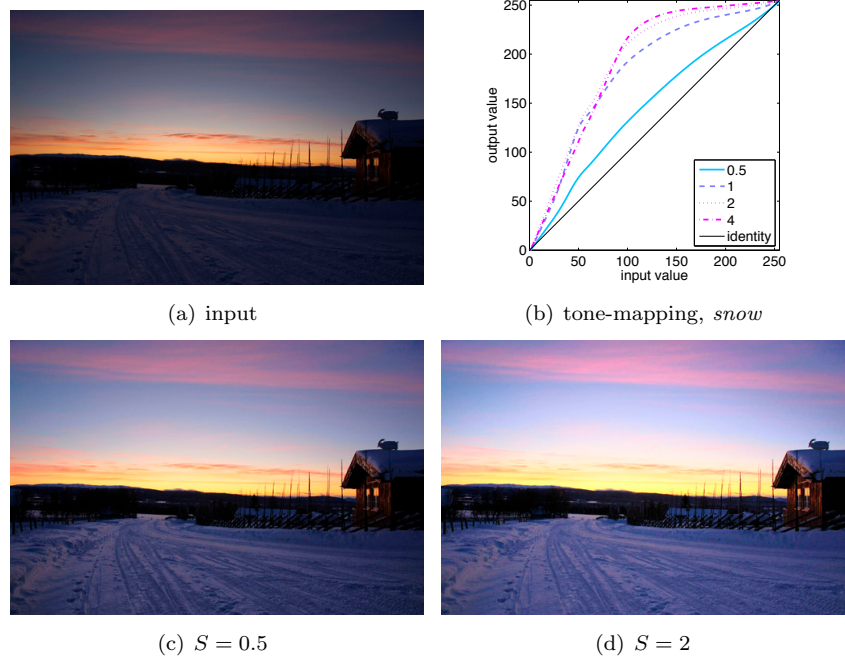 250
200
150
100
50
0
output value
0.5
1
2
4
identity
0 50 100 150 200 250
input value
(a) input
(b) tone-mapping, snow
(c) S = 0.5
(d) S = 2